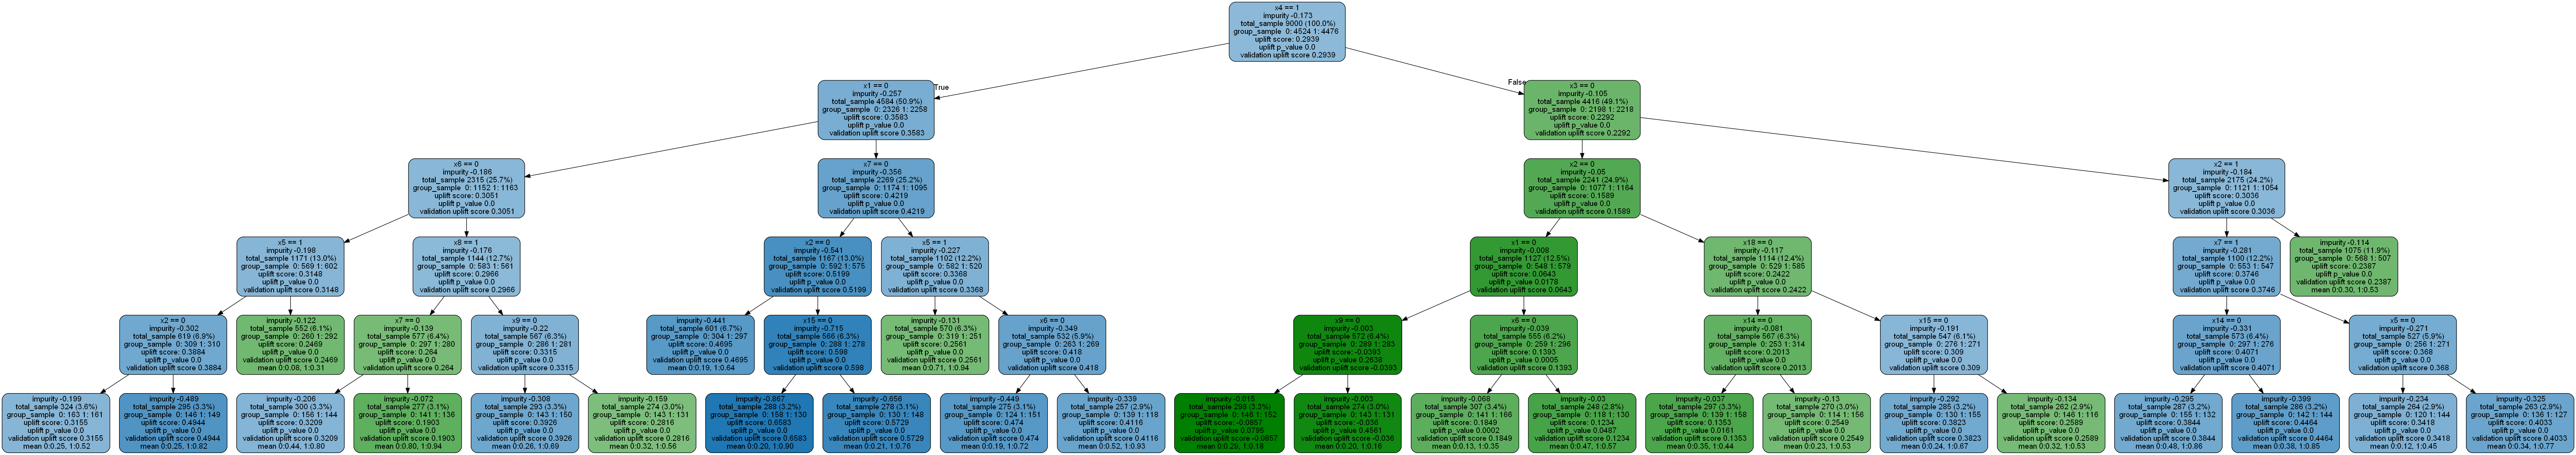 x4 == 1
impurity -0.173
total_sample 9000 (100.0%)
group_sample 0: 4524 1: 4476
uplift score: 0.2939
uplift p_value 0.0
validation uplift score 0.2939
True
False
x1 == 0
impurity -0.257
total_sample 4584 (50.9%)
group_sample 0: 2326 1: 2258
uplift score: 0.3583
uplift p_value 0.0
validation uplift score 0.3583
x3 == 0
impurity -0.105
total_sample 4416 (49.1%)
group_sample 0: 2198 1: 2218
uplift score: 0.2292
uplift p_value 0.0
validation uplift score 0.2292
x6 == 0
impurity -0.186
total_sample 2315 (25.7%)
group_sample 0: 1152 1: 1163
uplift score: 0.3051
uplift p_value 0.0
validation uplift score 0.3051
x7 == 0
impurity -0.356
total_sample 2269 (25.2%)
group_sample 0: 1174 1: 1095
uplift score: 0.4219
uplift p_value 0.0
validation uplift score 0.4219
x2 == 0
impurity -0.05
total_sample 2241 (24.9%)
group_sample 0: 1077 1: 1164
uplift score: 0.1589
uplift p_value 0.0
validation uplift score 0.1589
x2 == 1
impurity -0.184
total_sample 2175 (24.2%)
group_sample 0: 1121 1: 1054
uplift score: 0.3036
uplift p_value 0.0
validation uplift score 0.3036
x5 == 1
impurity -0.198
total_sample 1171 (13.0%)
group_sample 0: 569 1: 602
uplift score: 0.3148
uplift p_value 0.0
validation uplift score 0.3148
x8 == 1
impurity -0.176
total_sample 1144 (12.7%)
group_sample 0: 583 1: 561
uplift score: 0.2966
uplift p_value 0.0
validation uplift score 0.2966
x2 == 0
impurity -0.541
total_sample 1167 (13.0%)
group_sample 0: 592 1: 575
uplift score: 0.5199
uplift p_value 0.0
validation uplift score 0.5199
x5 == 1
impurity -0.227
total_sample 1102 (12.2%)
group_sample 0: 582 1: 520
uplift score: 0.3368
uplift p_value 0.0
validation uplift score 0.3368
x1 == 0
impurity -0.008
total_sample 1127 (12.5%)
group_sample 0: 548 1: 579
uplift score: 0.0643
uplift p_value 0.0178
validation uplift score 0.0643
x18 == 0
impurity -0.117
total_sample 1114 (12.4%)
group_sample 0: 529 1: 585
uplift score: 0.2422
uplift p_value 0.0
validation uplift score 0.2422
x7 == 1
impurity -0.281
total_sample 1100 (12.2%)
group_sample 0: 553 1: 547
uplift score: 0.3746
uplift p_value 0.0
validation uplift score 0.3746
impurity -0.114
total_sample 1075 (11.9%)
group_sample 0: 568 1: 507
uplift score: 0.2387
uplift p_value 0.0
validation uplift score 0.2387
mean 0:0.30, 1:0.53
x2 == 0
impurity -0.302
total_sample 619 (6.9%)
group_sample 0: 309 1: 310
uplift score: 0.3884
uplift p_value 0.0
validation uplift score 0.3884
impurity -0.122
total_sample 552 (6.1%)
group_sample 0: 260 1: 292
uplift score: 0.2469
uplift p_value 0.0
validation uplift score 0.2469
mean 0:0.08, 1:0.31
x7 == 0
impurity -0.139
total_sample 577 (6.4%)
group_sample 0: 297 1: 280
uplift score: 0.264
uplift p_value 0.0
validation uplift score 0.264
x9 == 0
impurity -0.22
total_sample 567 (6.3%)
group_sample 0: 286 1: 281
uplift score: 0.3315
uplift p_value 0.0
validation uplift score 0.3315
impurity -0.441
total_sample 601 (6.7%)
group_sample 0: 304 1: 297
uplift score: 0.4695
uplift p_value 0.0
validation uplift score 0.4695
mean 0:0.19, 1:0.64
x15 == 0
impurity -0.715
total_sample 566 (6.3%)
group_sample 0: 288 1: 278
uplift score: 0.598
uplift p_value 0.0
validation uplift score 0.598
impurity -0.131
total_sample 570 (6.3%)
group_sample 0: 319 1: 251
uplift score: 0.2561
uplift p_value 0.0
validation uplift score 0.2561
mean 0:0.71, 1:0.94
x6 == 0
impurity -0.349
total_sample 532 (5.9%)
group_sample 0: 263 1: 269
uplift score: 0.418
uplift p_value 0.0
validation uplift score 0.418
x9 == 0
impurity -0.003
total_sample 572 (6.4%)
group_sample 0: 289 1: 283
uplift score: -0.0393
uplift p_value 0.2638
validation uplift score -0.0393
x6 == 0
impurity -0.039
total_sample 555 (6.2%)
group_sample 0: 259 1: 296
uplift score: 0.1393
uplift p_value 0.0005
validation uplift score 0.1393
x14 == 0
impurity -0.081
total_sample 567 (6.3%)
group_sample 0: 253 1: 314
uplift score: 0.2013
uplift p_value 0.0
validation uplift score 0.2013
x15 == 0
impurity -0.191
total_sample 547 (6.1%)
group_sample 0: 276 1: 271
uplift score: 0.309
uplift p_value 0.0
validation uplift score 0.309
x14 == 0
impurity -0.331
total_sample 573 (6.4%)
group_sample 0: 297 1: 276
uplift score: 0.4071
uplift p_value 0.0
validation uplift score 0.4071
x5 == 0
impurity -0.271
total_sample 527 (5.9%)
group_sample 0: 256 1: 271
uplift score: 0.368
uplift p_value 0.0
validation uplift score 0.368
impurity -0.199
total_sample 324 (3.6%)
group_sample 0: 163 1: 161
uplift score: 0.3155
uplift p_value 0.0
validation uplift score 0.3155
mean 0:0.25, 1:0.52
impurity -0.489
total_sample 295 (3.3%)
group_sample 0: 146 1: 149
uplift score: 0.4944
uplift p_value 0.0
validation uplift score 0.4944
mean 0:0.25, 1:0.82
impurity -0.206
total_sample 300 (3.3%)
group_sample 0: 156 1: 144
uplift score: 0.3209
uplift p_value 0.0
validation uplift score 0.3209
mean 0:0.44, 1:0.80
impurity -0.072
total_sample 277 (3.1%)
group_sample 0: 141 1: 136
uplift score: 0.1903
uplift p_value 0.0
validation uplift score 0.1903
mean 0:0.80, 1:0.94
impurity -0.308
total_sample 293 (3.3%)
group_sample 0: 143 1: 150
uplift score: 0.3926
uplift p_value 0.0
validation uplift score 0.3926
mean 0:0.26, 1:0.69
impurity -0.159
total_sample 274 (3.0%)
group_sample 0: 143 1: 131
uplift score: 0.2816
uplift p_value 0.0
validation uplift score 0.2816
mean 0:0.32, 1:0.56
impurity -0.867
total_sample 288 (3.2%)
group_sample 0: 158 1: 130
uplift score: 0.6583
uplift p_value 0.0
validation uplift score 0.6583
mean 0:0.20, 1:0.90
impurity -0.656
total_sample 278 (3.1%)
group_sample 0: 130 1: 148
uplift score: 0.5729
uplift p_value 0.0
validation uplift score 0.5729
mean 0:0.21, 1:0.76
impurity -0.449
total_sample 275 (3.1%)
group_sample 0: 124 1: 151
uplift score: 0.474
uplift p_value 0.0
validation uplift score 0.474
mean 0:0.19, 1:0.72
impurity -0.339
total_sample 257 (2.9%)
group_sample 0: 139 1: 118
uplift score: 0.4116
uplift p_value 0.0
validation uplift score 0.4116
mean 0:0.52, 1:0.93
impurity -0.015
total_sample 298 (3.3%)
group_sample 0: 146 1: 152
uplift score: -0.0857
uplift p_value 0.0795
validation uplift score -0.0857
mean 0:0.29, 1:0.18
impurity -0.003
total_sample 274 (3.0%)
group_sample 0: 143 1: 131
uplift score: -0.036
uplift p_value 0.4561
validation uplift score -0.036
mean 0:0.20, 1:0.16
impurity -0.068
total_sample 307 (3.4%)
group_sample 0: 141 1: 166
uplift score: 0.1849
uplift p_value 0.0002
validation uplift score 0.1849
mean 0:0.13, 1:0.35
impurity -0.03
total_sample 248 (2.8%)
group_sample 0: 118 1: 130
uplift score: 0.1234
uplift p_value 0.0487
validation uplift score 0.1234
mean 0:0.47, 1:0.57
impurity -0.037
total_sample 297 (3.3%)
group_sample 0: 139 1: 158
uplift score: 0.1353
uplift p_value 0.0161
validation uplift score 0.1353
mean 0:0.35, 1:0.44
impurity -0.13
total_sample 270 (3.0%)
group_sample 0: 114 1: 156
uplift score: 0.2549
uplift p_value 0.0
validation uplift score 0.2549
mean 0:0.23, 1:0.53
impurity -0.292
total_sample 285 (3.2%)
group_sample 0: 130 1: 155
uplift score: 0.3823
uplift p_value 0.0
validation uplift score 0.3823
mean 0:0.24, 1:0.67
impurity -0.134
total_sample 262 (2.9%)
group_sample 0: 146 1: 116
uplift score: 0.2589
uplift p_value 0.0
validation uplift score 0.2589
mean 0:0.32, 1:0.53
impurity -0.295
total_sample 287 (3.2%)
group_sample 0: 155 1: 132
uplift score: 0.3844
uplift p_value 0.0
validation uplift score 0.3844
mean 0:0.48, 1:0.86
impurity -0.399
total_sample 286 (3.2%)
group_sample 0: 142 1: 144
uplift score: 0.4464
uplift p_value 0.0
validation uplift score 0.4464
mean 0:0.38, 1:0.85
impurity -0.234
total_sample 264 (2.9%)
group_sample 0: 120 1: 144
uplift score: 0.3418
uplift p_value 0.0
validation uplift score 0.3418
mean 0:0.12, 1:0.45
impurity -0.325
total_sample 263 (2.9%)
group_sample 0: 136 1: 127
uplift score: 0.4033
uplift p_value 0.0
validation uplift score 0.4033
mean 0:0.34, 1:0.77